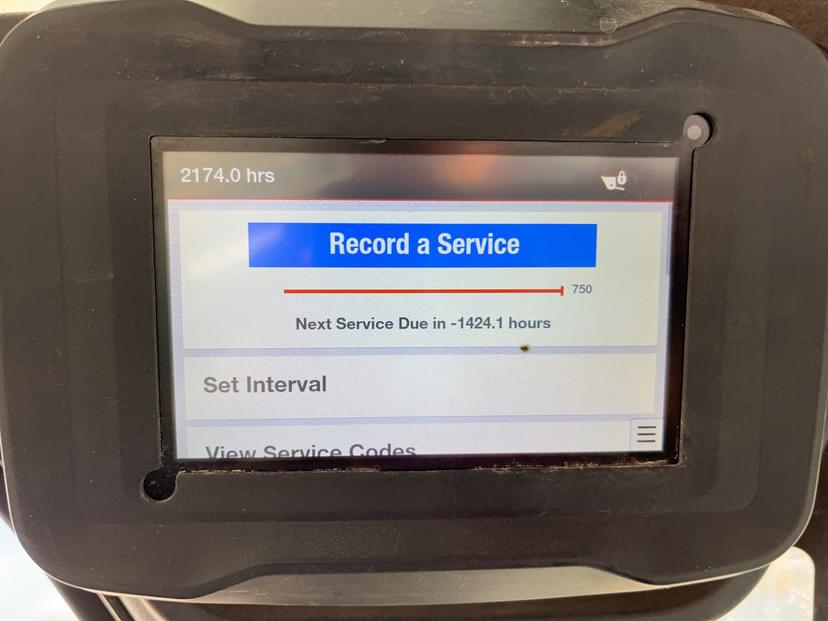 2174.0 hrs
Record a Service
750
Next Service Due in -1424.1 hours
Set Interval
View Service Codes